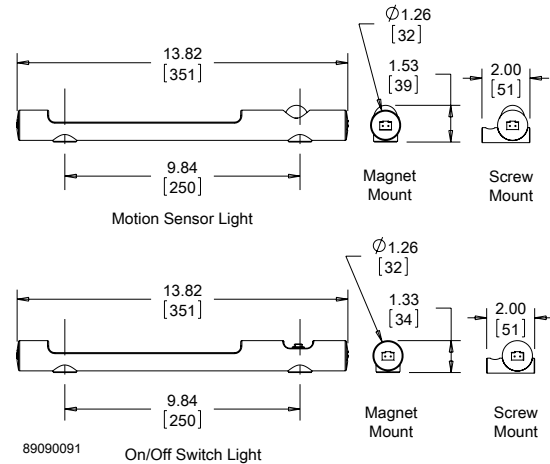 13.82
[351]
Ø1.26
[32]
1.53
[39]
2.00
[51]
9.84
[250]
Magnet
Mount
Screw
Mount
Motion Sensor Light
13.82
[351]
Ø1.26
[32]
1.33
[34]
2.00
[51]
9.84
[250]
Magnet
Mount
Screw
Mount
89090091
On/Off Switch Light